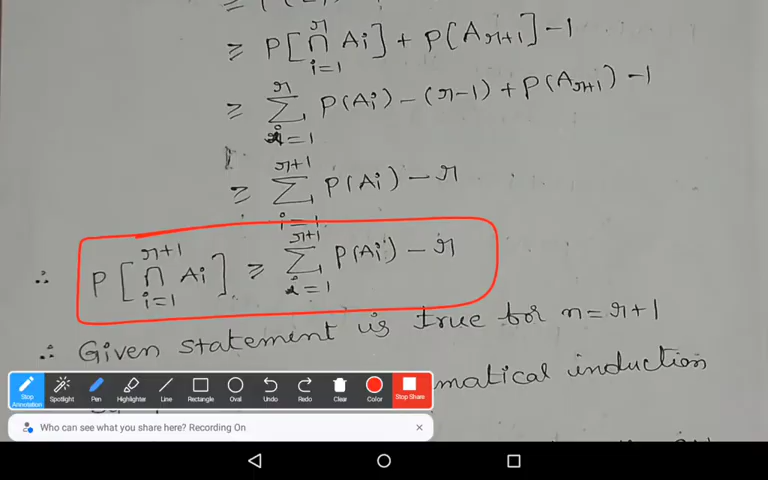 ≥ P[ ⋂_{i=1}^{r} Ai ] + P[A_{r+1}] - 1
≥ ∑_{i=1}^{r} P(Ai) - (r-1) + P(A_{r+1}) - 1
≥ ∑_{i=1}^{r+1} P(Ai) - r
∴ P[ ⋂_{i=1}^{r+1} Ai ] ≥ ∑_{i=1}^{r+1} P(Ai) - r
∴ Given statement is true for n = r+1
matical induction
Stop Annotation
Spotlight
Pen
Highlighter
Line
Rectangle
Oval
Undo
Redo
Clear
Color
Stop Share
Who can see what you share here? Recording On